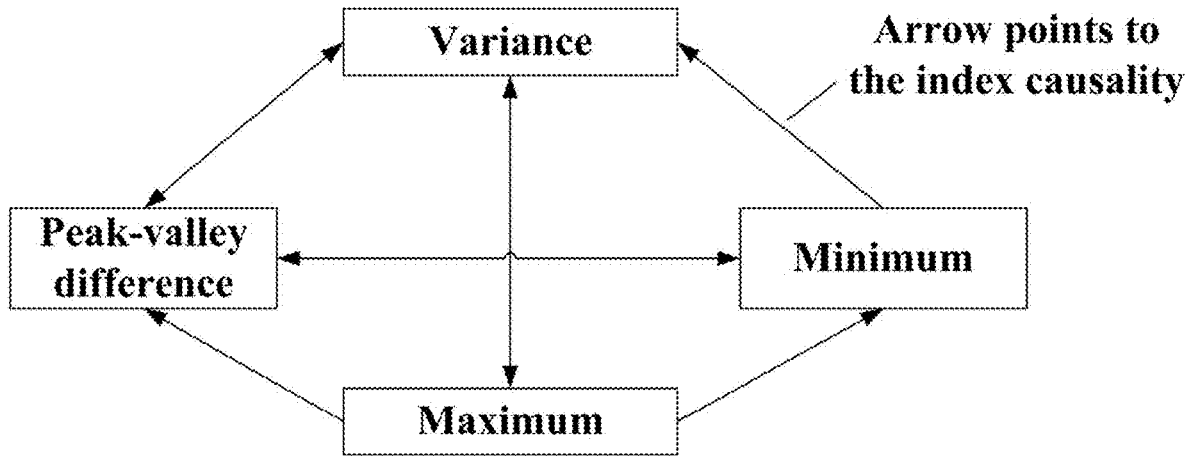 Variance
Arrow points to
the index causality
Peak-valley
difference
Minimum
Maximum